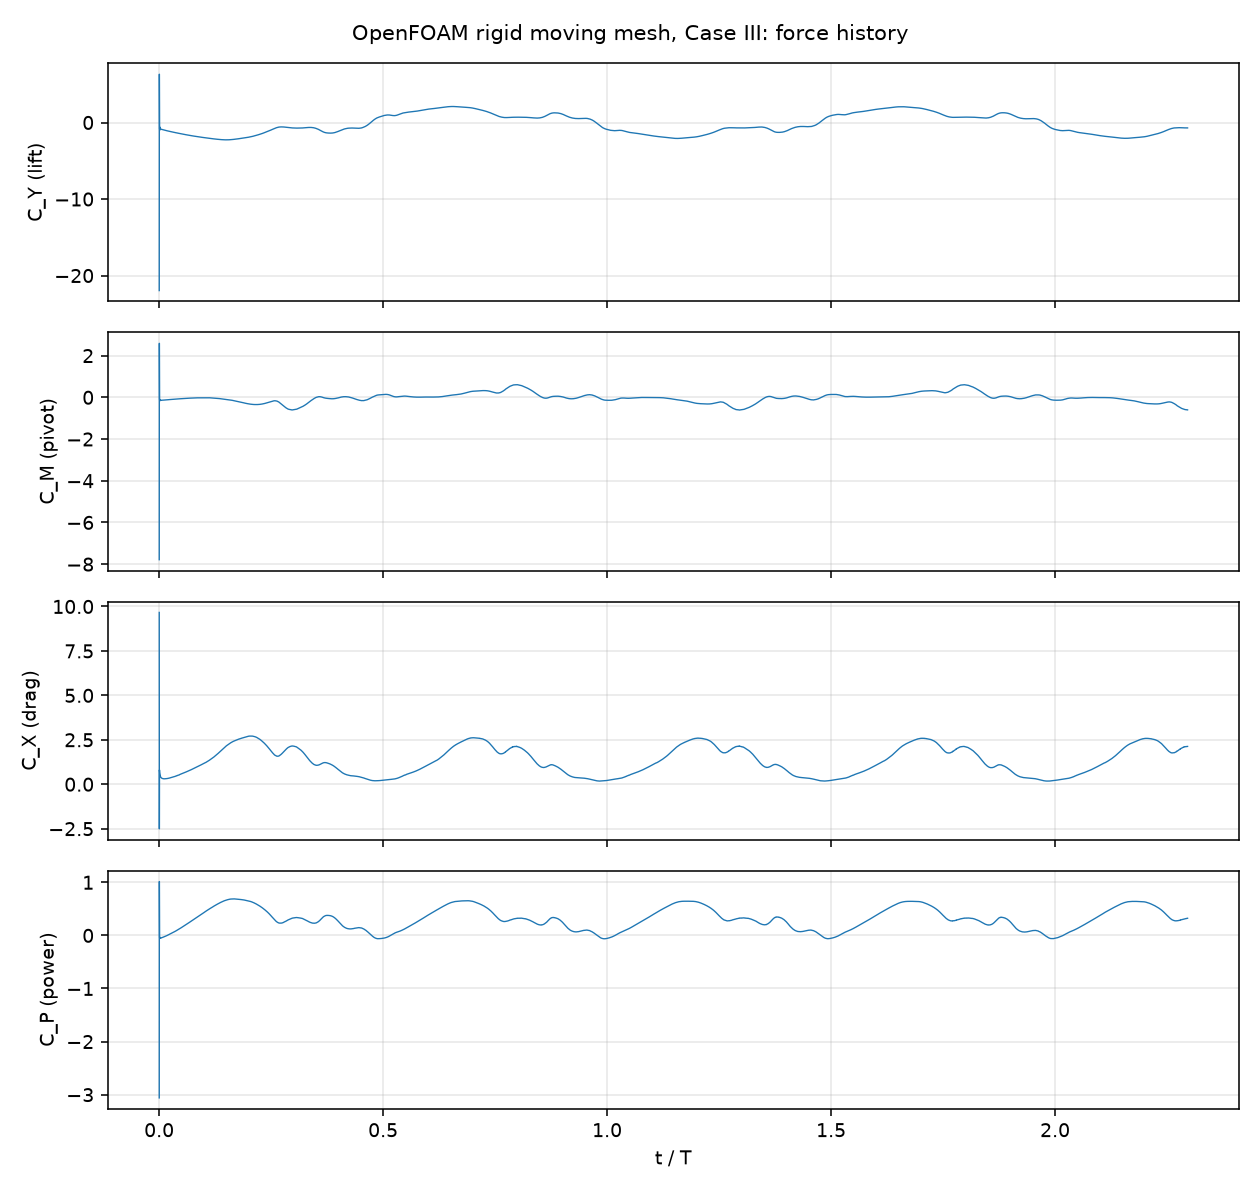 OpenFOAM rigid moving mesh, Case III: force history
C_Y (lift)
0
−10
−20
C_M (pivot)
2
0
−2
−4
−6
−8
C_X (drag)
10.0
7.5
5.0
2.5
0.0
−2.5
C_P (power)
1
0
−1
−2
−3
0.0 0.5 1.0 1.5 2.0
t / T